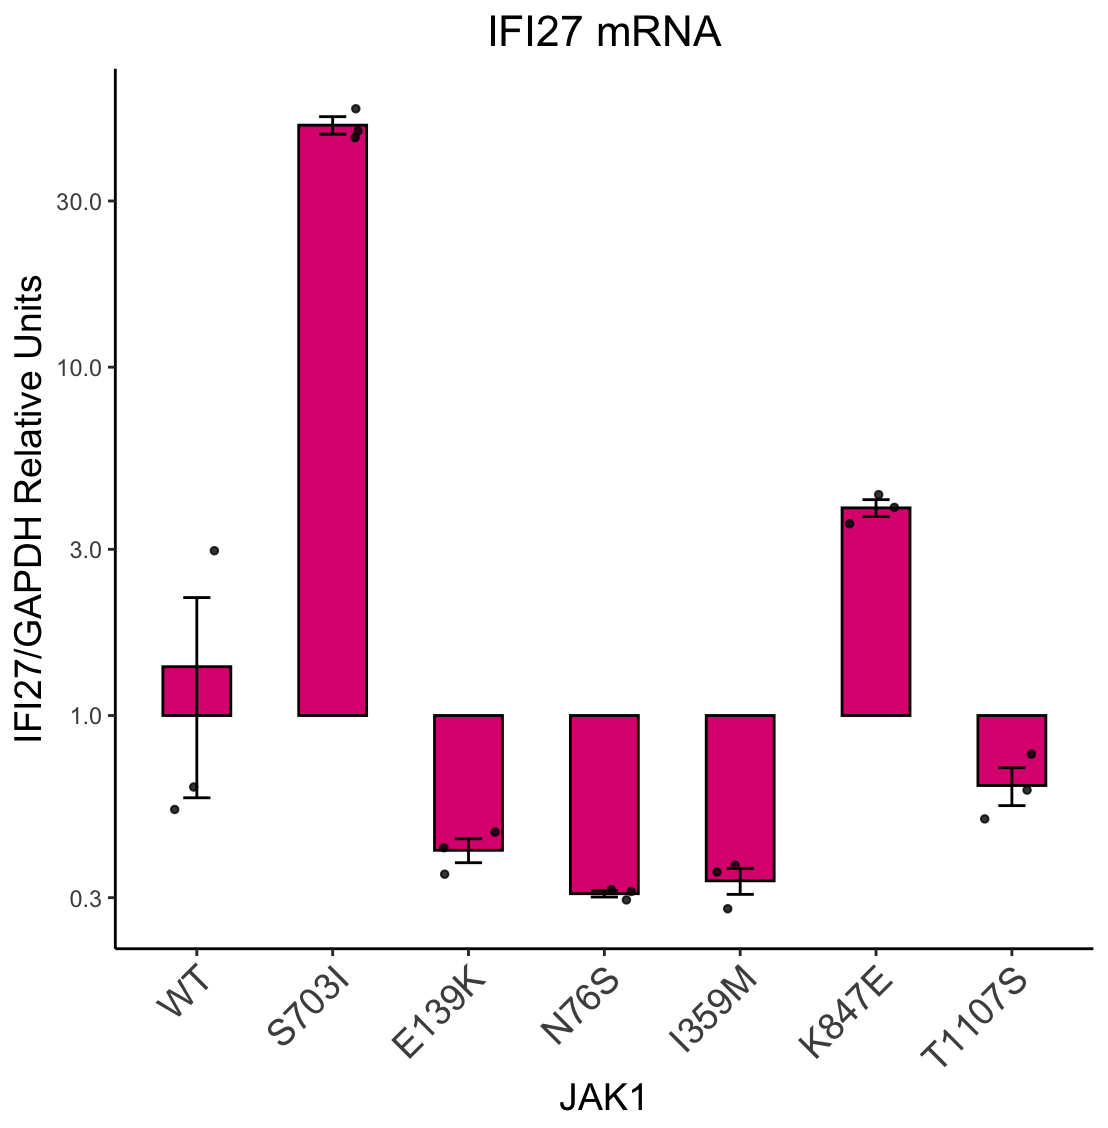 IFI27 mRNA
IFI27/GAPDH Relative Units
30.0
10.0
3.0
1.0
0.3
WT
S703I
E139K
N76S
I359M
K847E
T1107S
JAK1